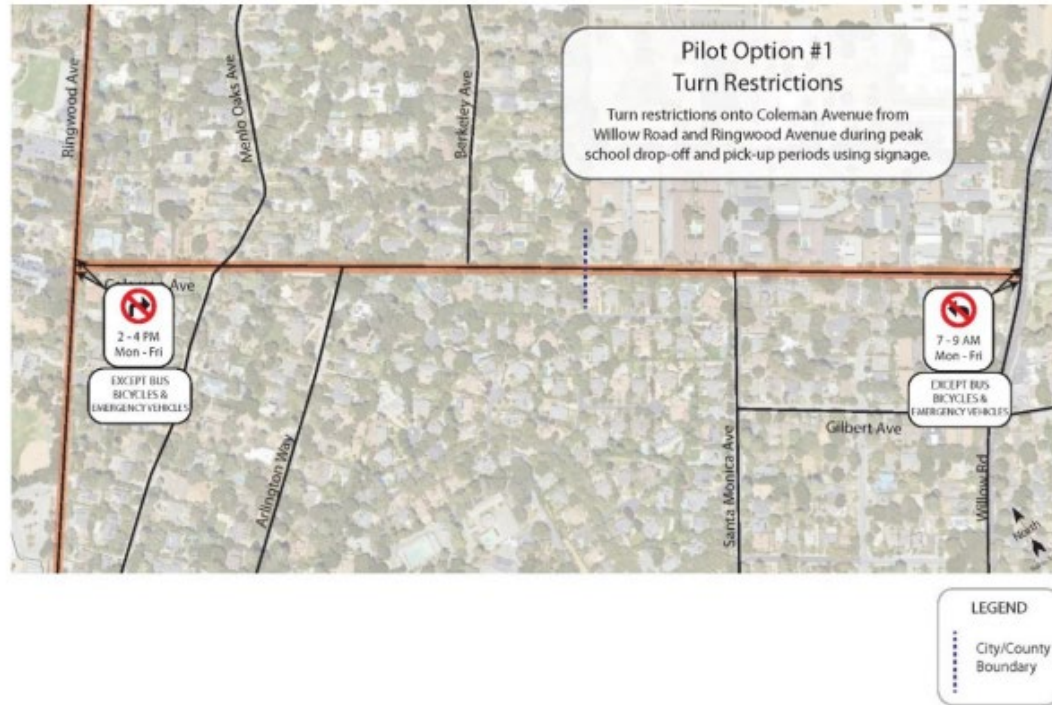 Pilot Option #1
Turn Restrictions
Turn restrictions onto Coleman Avenue from
Willow Road and Ringwood Avenue during peak
school drop-off and pick-up periods using signage.
Ringwood Ave
Menlo Oaks Ave
Berkeley Ave
Coleman Ave
2 - 4 PM
Mon - Fri
EXCEPT BUS
BICYCLES &
EMERGENCY VEHICLES
7 - 9 AM
Mon - Fri
EXCEPT BUS
BICYCLES &
EMERGENCY VEHICLES
Arlington Way
Santa Monica Ave
Gilbert Ave
Willow Rd
North
LEGEND
City/County
Boundary